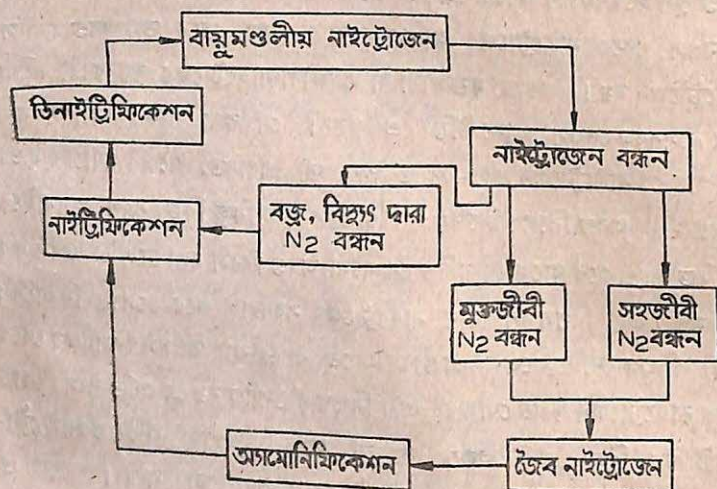 বায়ুমণ্ডলীয় নাইট্রোজেন
ডিনাইট্রিফিকেশন
নাইট্রোজেন বন্ধন
বজ্র, বিদ্যুৎ দ্বারা
N2 বন্ধন
নাইট্রিফিকেশন
মুক্তজীবী
N2 বন্ধন
সহজীবী
N2 বন্ধন
অ্যামোনিফিকেশন
জৈব নাইট্রোজেন